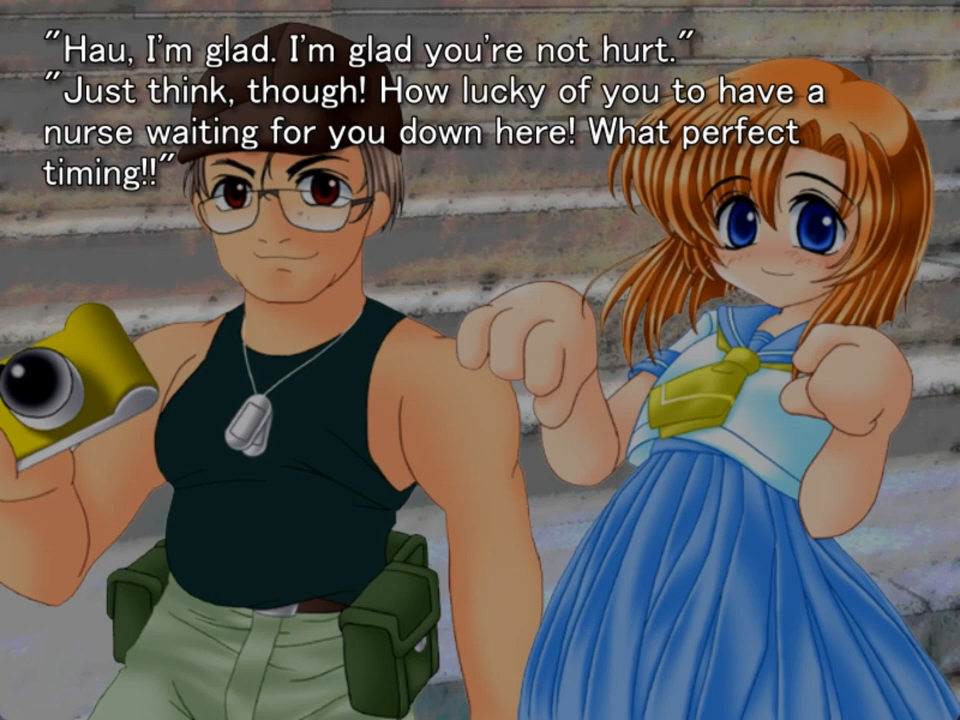 "Hau, I'm glad. I'm glad you're not hurt."
"Just think, though! How lucky of you to have a
nurse waiting for you down here! What perfect
timing!!"